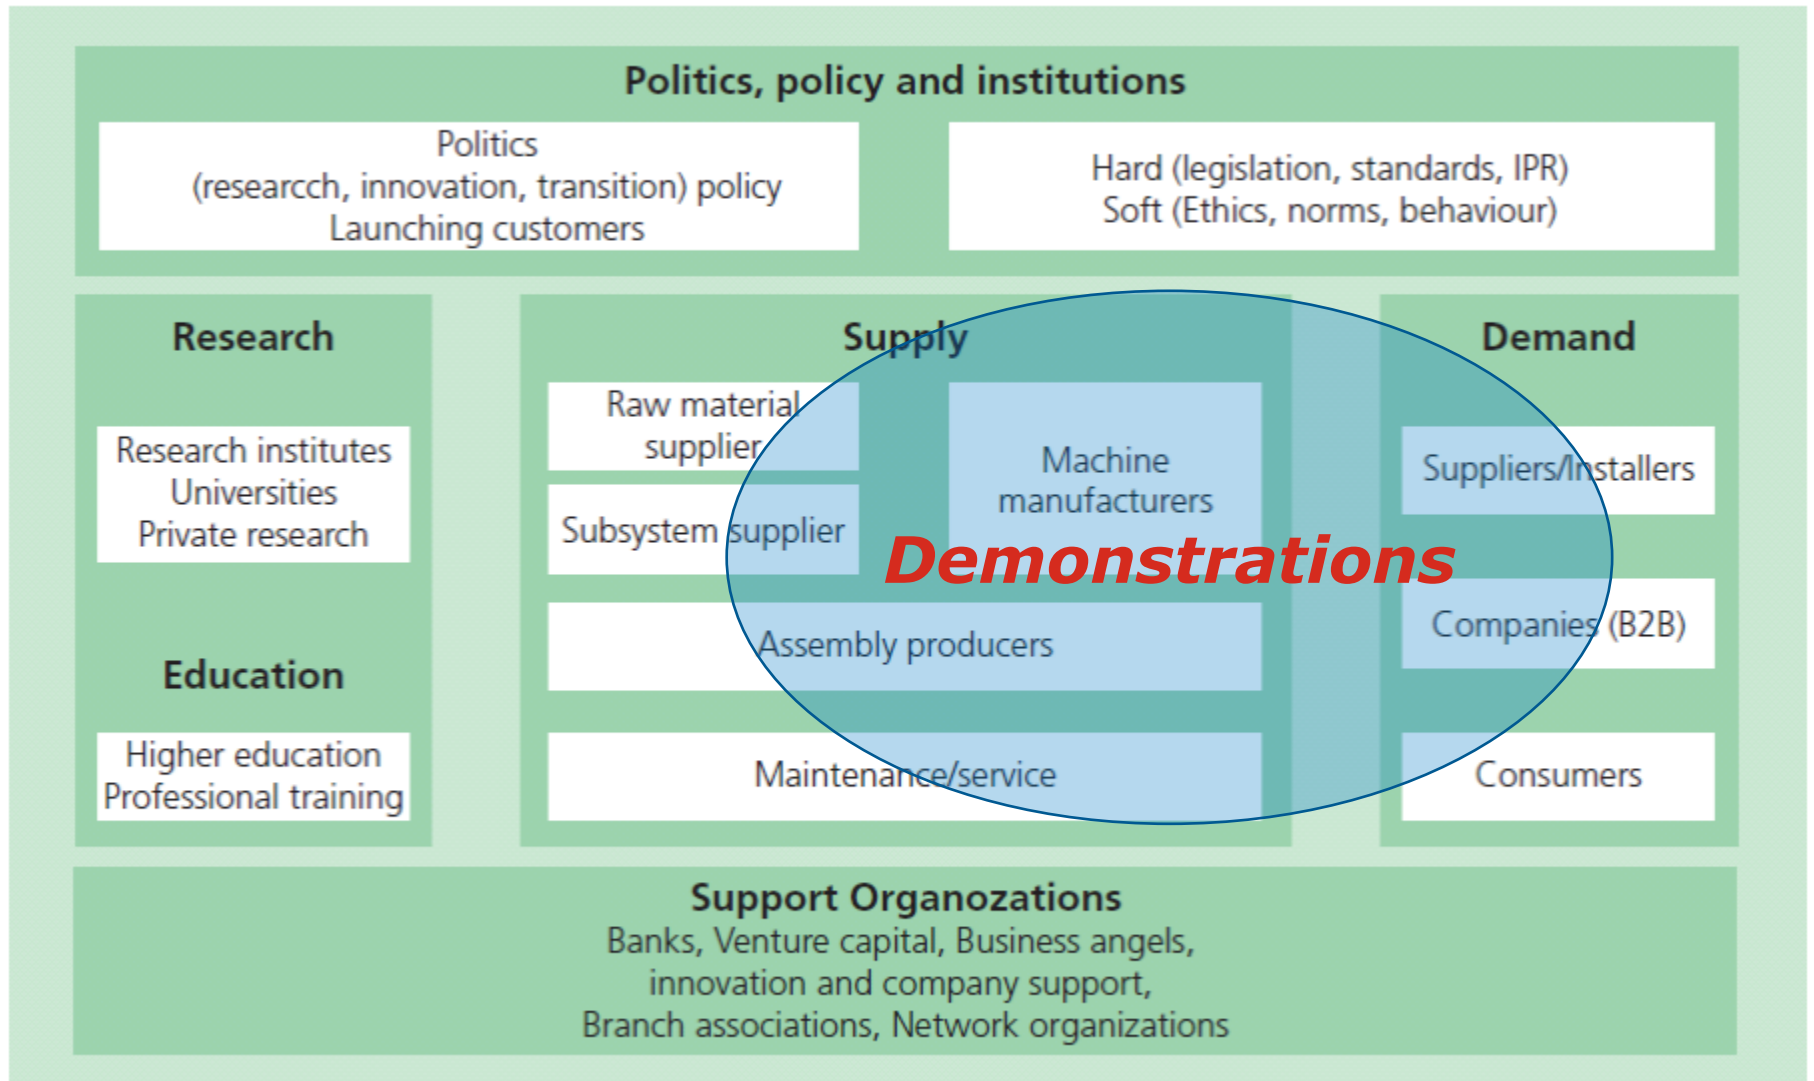 Politics, policy and institutions
Politics
(researcch, innovation, transition) policy
Launching customers
Hard (legislation, standards, IPR)
Soft (Ethics, norms, behaviour)
Research
Research institutes
Universities
Private research
Education
Higher education
Professional training
Supply
Raw material
supplier
Subsystem supplier
Machine
manufacturers
Demonstrations
Assembly producers
Maintenance/service
Demand
Suppliers/Installers
Companies (B2B)
Consumers
Support Organozations
Banks, Venture capital, Business angels,
innovation and company support,
Branch associations, Network organizations